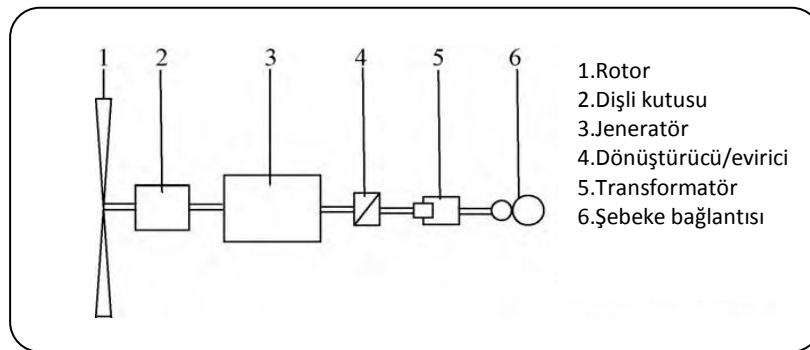 1 2 3 4 5 6
1.Rotor
2.Dişli kutusu
3.Jeneratör
4.Dönüştürücü/evirici
5.Transformatör
6.Şebeke bağlantısı